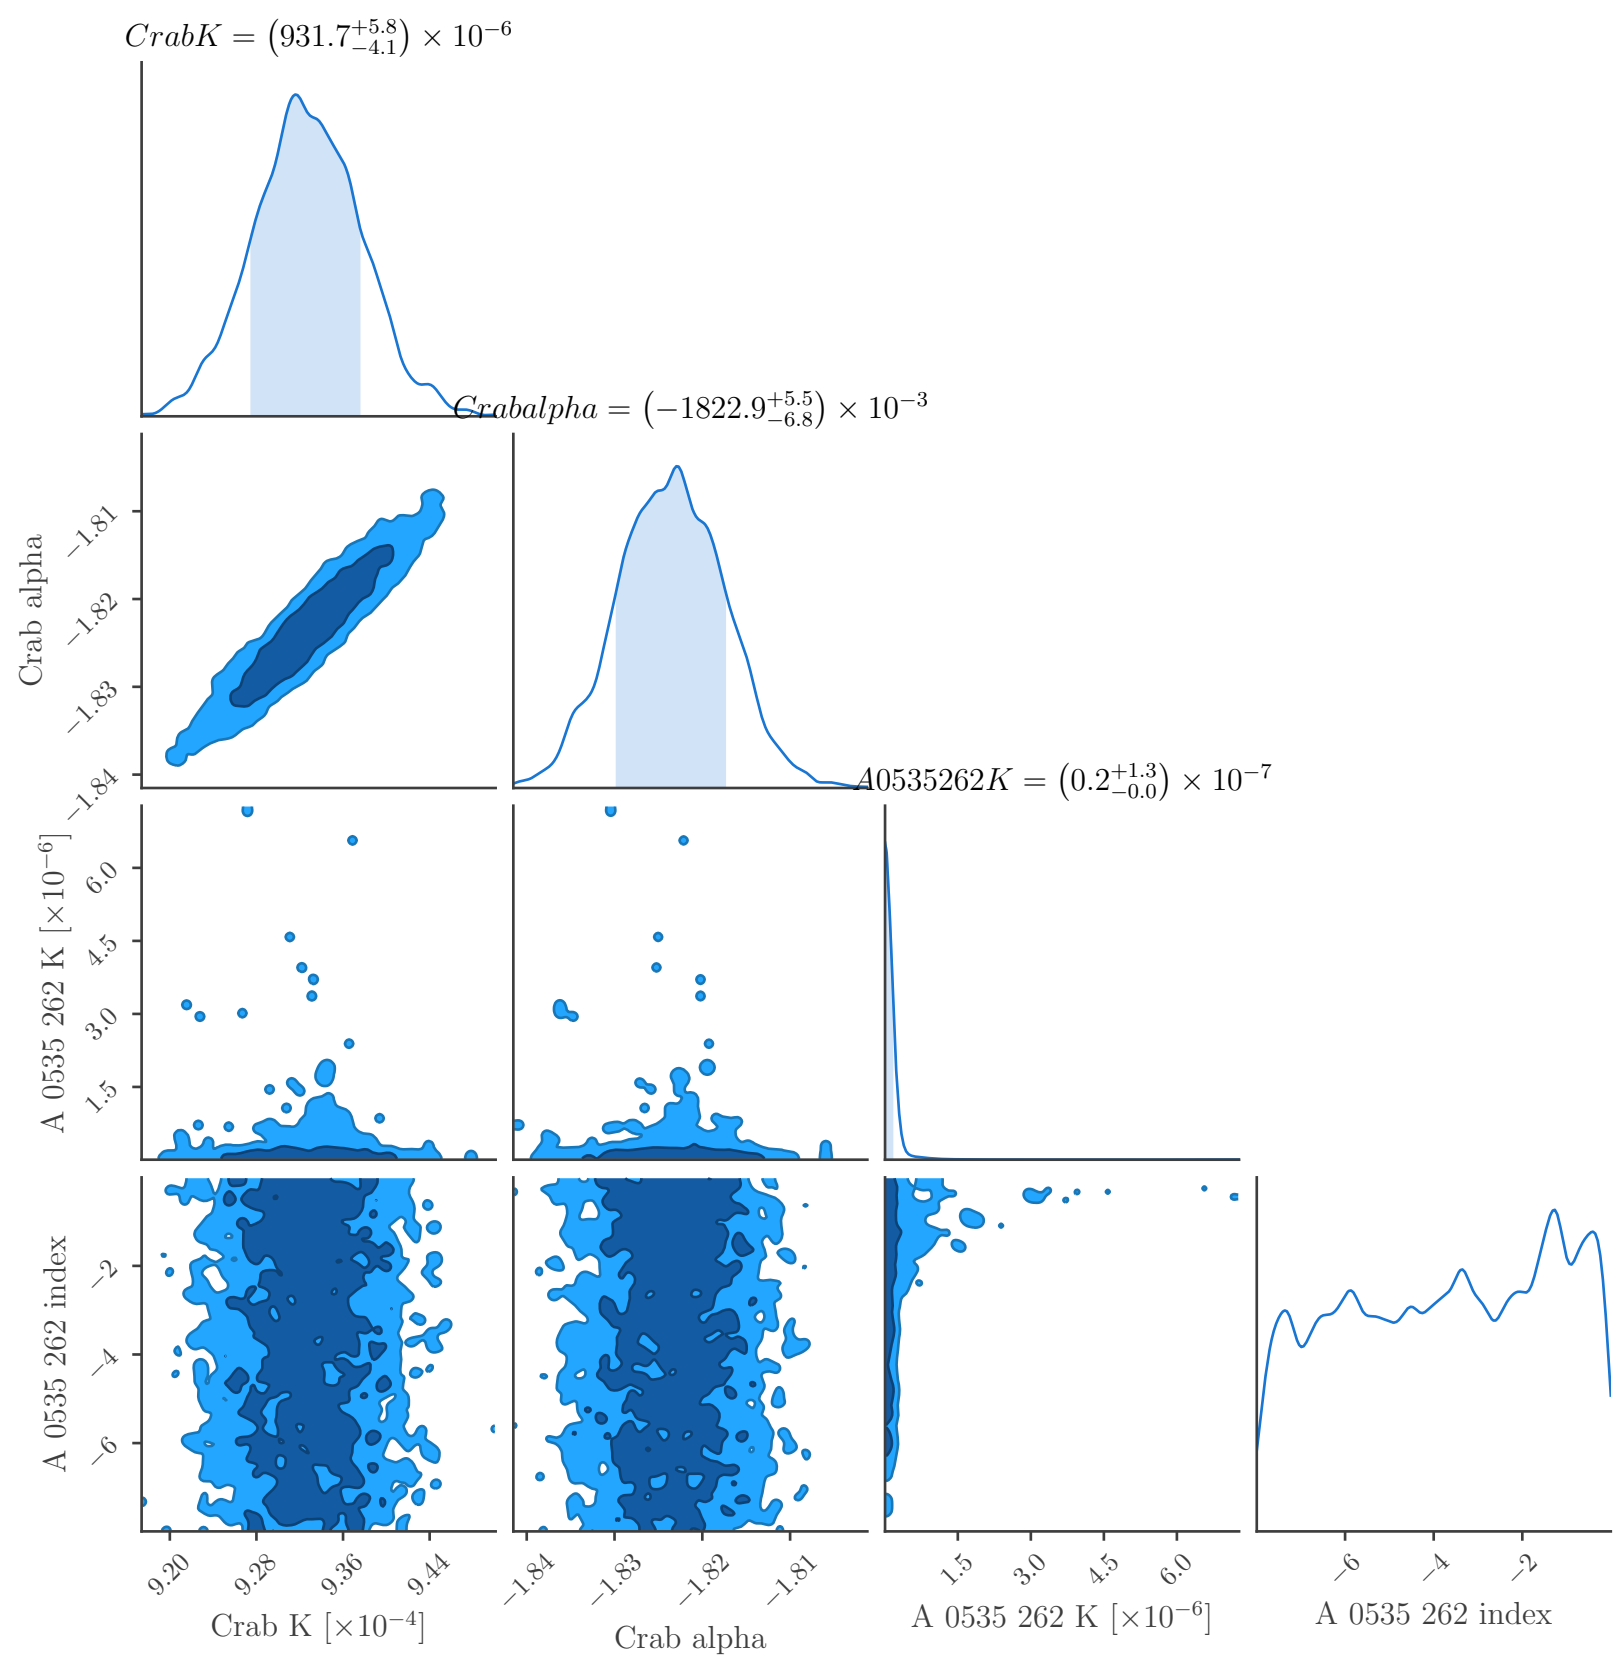 CrabK = (931.7 +5.8 −4.1) × 10−6
Crabalpha = (−1822.9 +5.5 −6.8) × 10−3
Crab alpha
−1.81
−1.82
−1.83
−1.84
A0535262K = (0.2 +1.3 −0.0) × 10−7
A 0535 262 K [×10−6]
6.0
4.5
3.0
1.5
A 0535 262 index
−2
−4
−6
9.20 9.28 9.36 9.44
Crab K [×10−4]
−1.84 −1.83 −1.82 −1.81
Crab alpha
1.5 3.0 4.5 6.0
A 0535 262 K [×10−6]
−6 −4 −2
A 0535 262 index